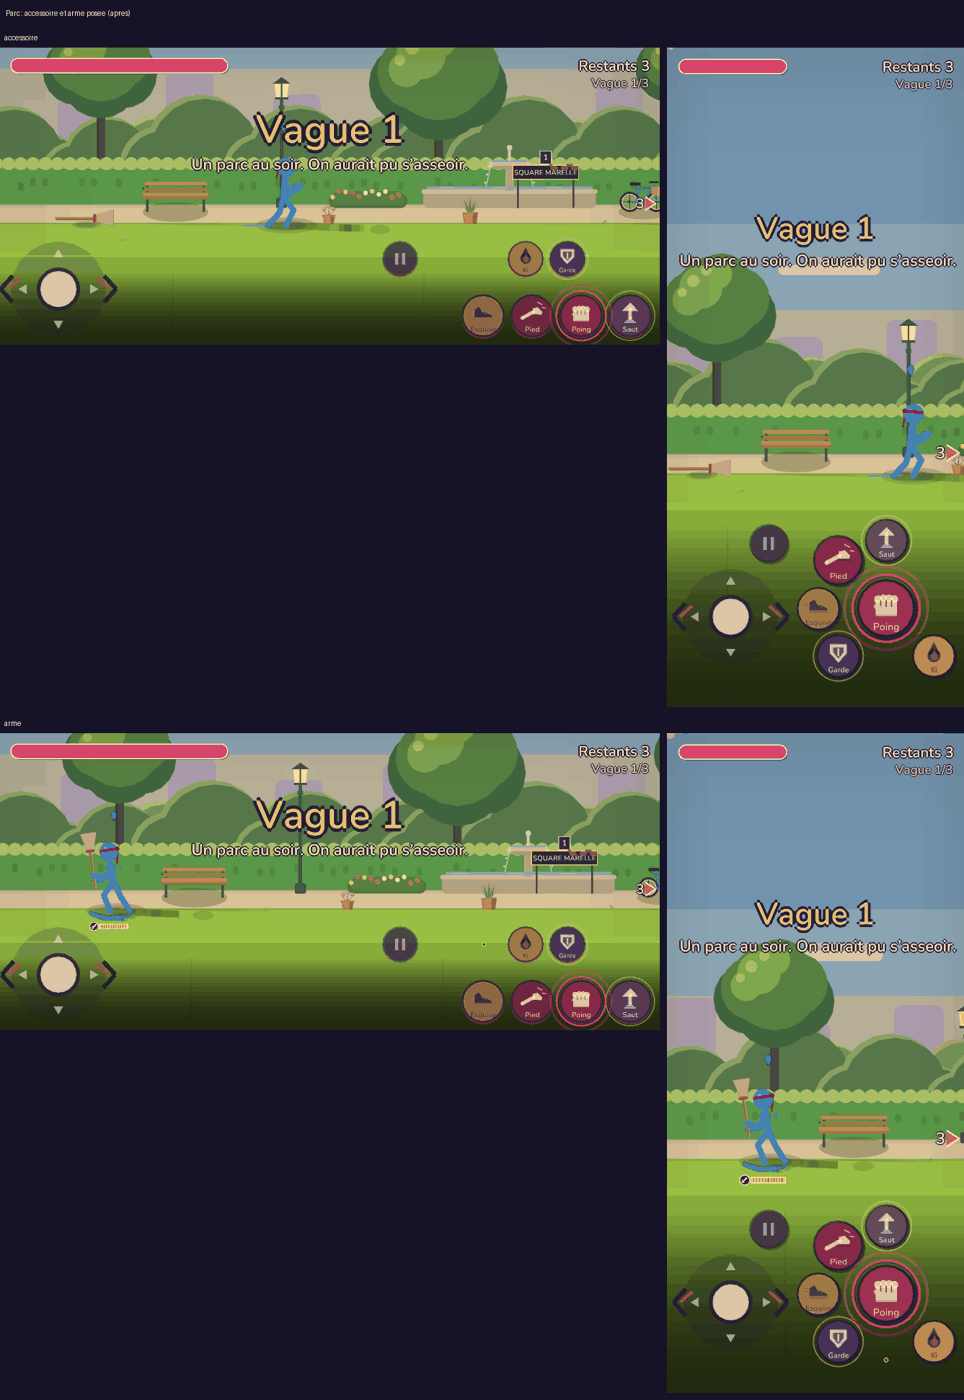 Parc : accessoire et arme posee (apres)
accessoire
Restants 3
Vague 1/3
Vague 1
Un parc au soir. On aurait pu s'asseoir.
1
SQUARE MARELLE
3
Ki
Garde
Esquive
Pied
Poing
Saut
Restants 3
Vague 1/3
Vague 1
Un parc au soir. On aurait pu s'asseoir.
3
Saut
Pied
Esquive
Poing
Garde
Ki
arme
Restants 3
Vague 1/3
Vague 1
Un parc au soir. On aurait pu s'asseoir.
1
SQUARE MARELLE
3
Ki
Garde
Esquive
Pied
Poing
Saut
Restants 3
Vague 1/3
Vague 1
Un parc au soir. On aurait pu s'asseoir.
3
Saut
Pied
Esquive
Poing
Garde
Ki